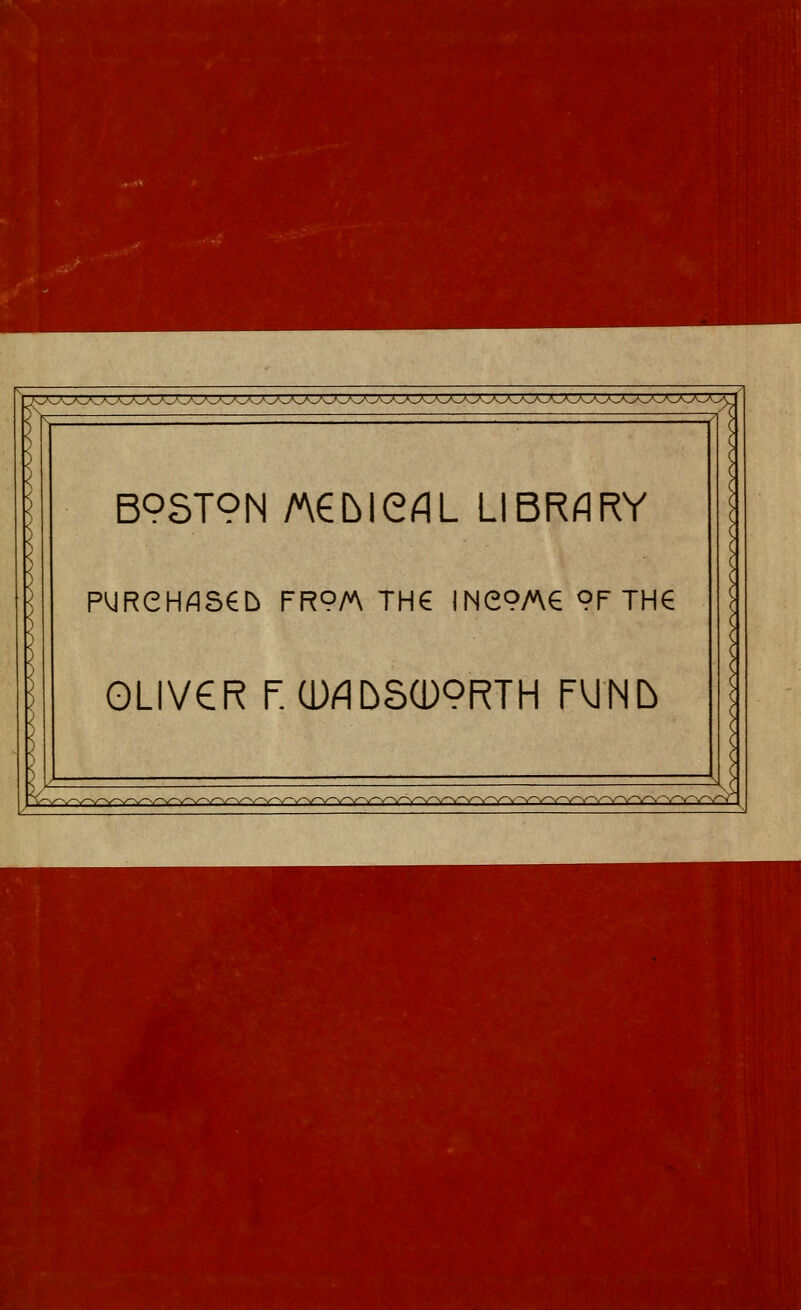 BOSTON MEDICAL LIBRARY
PURCHASED FROM THE INCOME OF THE
OLIVER F. WADSWORTH FUND